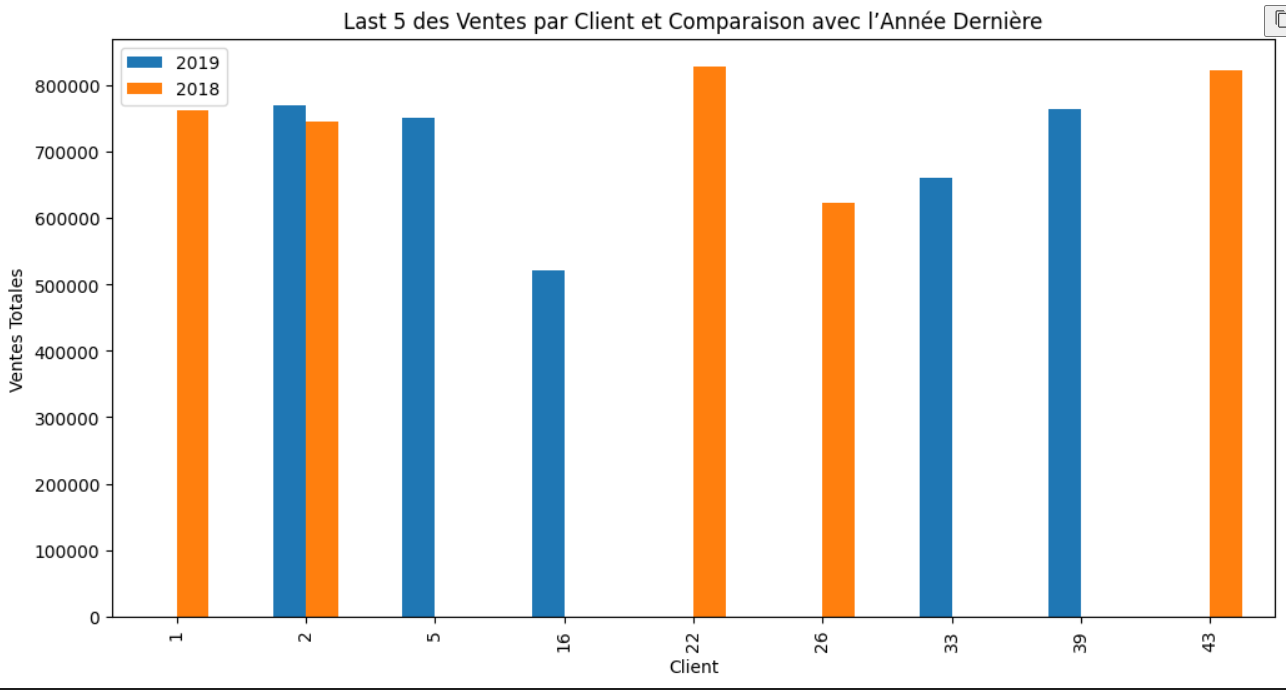 Last 5 des Ventes par Client et Comparaison avec l’Année Dernière
2019
2018
Ventes Totales
800000
700000
600000
500000
400000
300000
200000
100000
0
1 2 5 16 22 26 33 39 43
Client